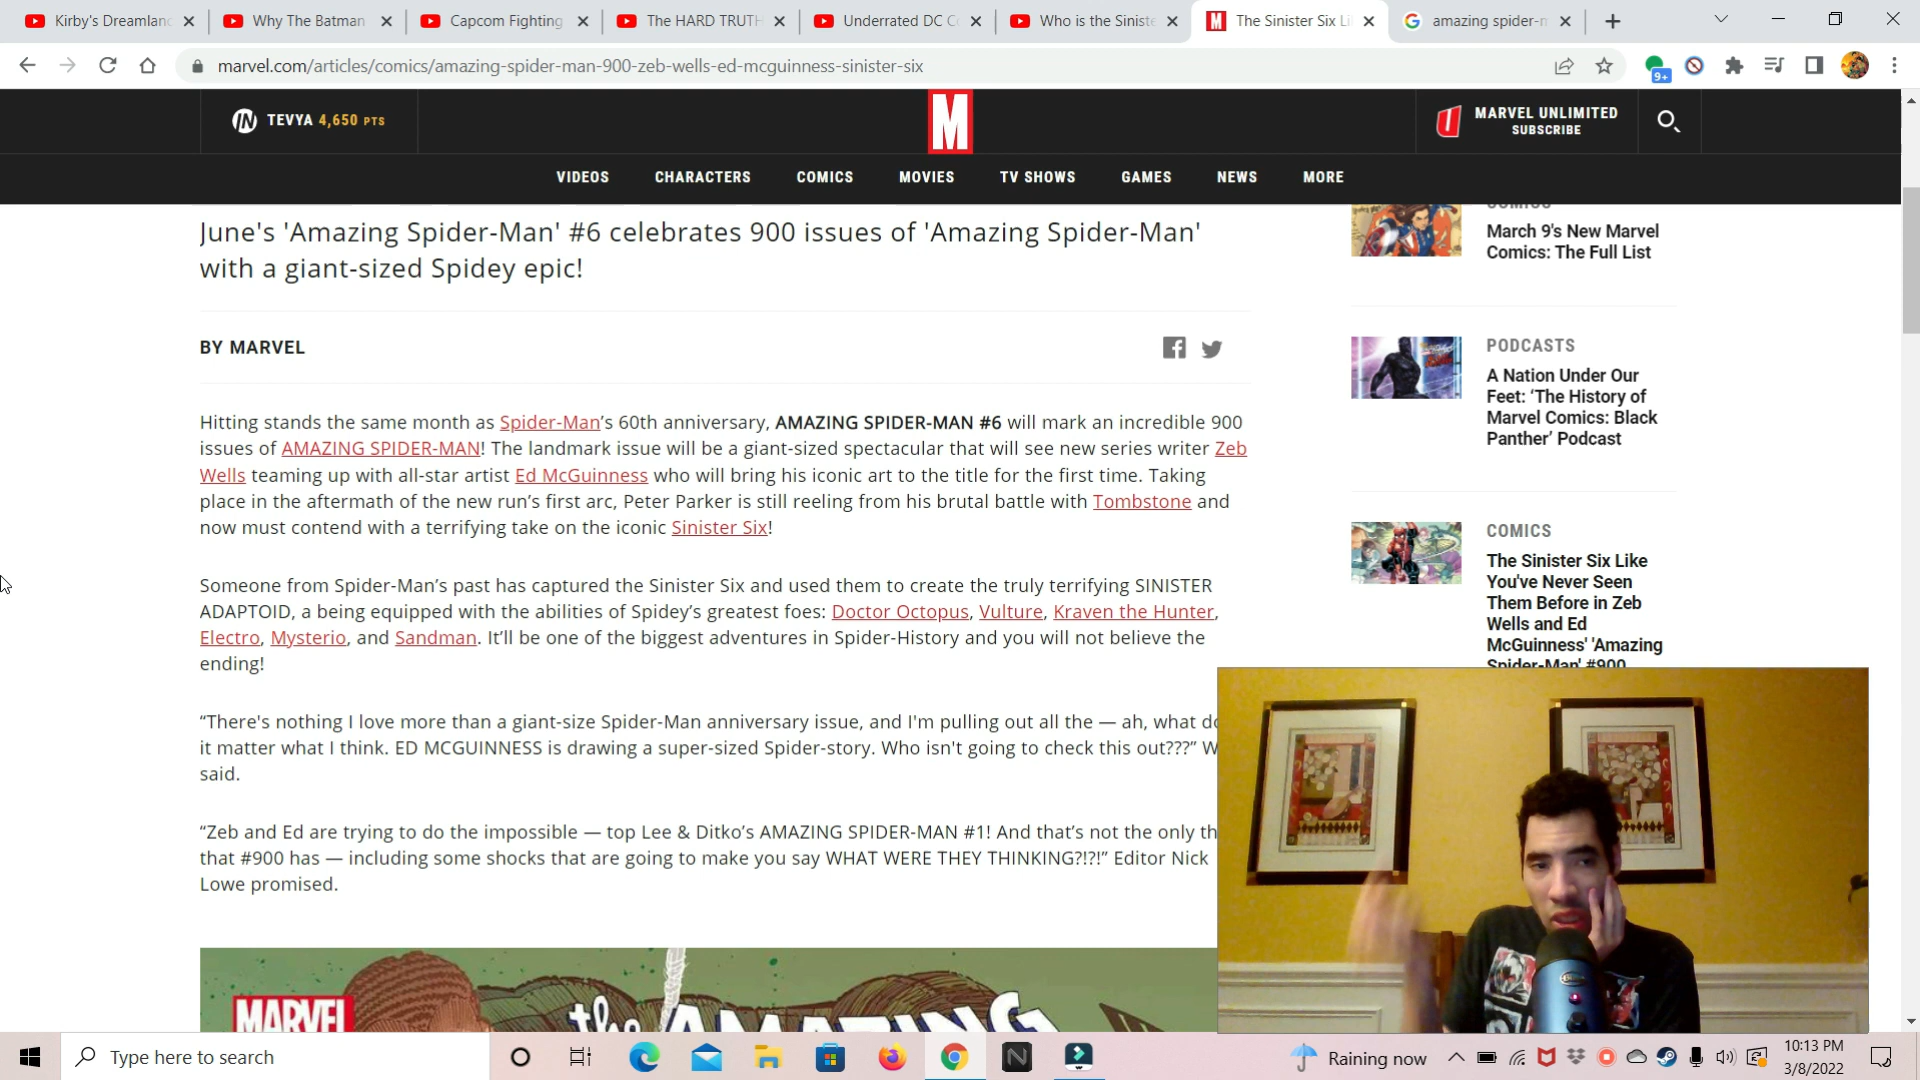 Kirby's Dreamland
Why The Batman
Capcom Fighting
The HARD TRUTH
Underrated DC C
Who is the Siniste
The Sinister Six Li
amazing spider-m
marvel.com/articles/comics/amazing-spider-man-900-zeb-wells-ed-mcguinness-sinister-six
9+
TEVYA 4,650 PTS
MARVEL UNLIMITED
SUBSCRIBE
VIDEOS CHARACTERS COMICS MOVIES TV SHOWS GAMES NEWS MORE
June's 'Amazing Spider-Man' #6 celebrates 900 issues of 'Amazing Spider-Man'
with a giant-sized Spidey epic!
BY MARVEL
Hitting stands the same month as Spider-Man's 60th anniversary, AMAZING SPIDER-MAN #6 will mark an incredible 900
issues of AMAZING SPIDER-MAN! The landmark issue will be a giant-sized spectacular that will see new series writer Zeb
Wells teaming up with all-star artist Ed McGuinness who will bring his iconic art to the title for the first time. Taking
place in the aftermath of the new run's first arc, Peter Parker is still reeling from his brutal battle with Tombstone and
now must contend with a terrifying take on the iconic Sinister Six!
Someone from Spider-Man's past has captured the Sinister Six and used them to create the truly terrifying SINISTER
ADAPTOID, a being equipped with the abilities of Spidey's greatest foes: Doctor Octopus, Vulture, Kraven the Hunter,
Electro, Mysterio, and Sandman. It'll be one of the biggest adventures in Spider-History and you will not believe the
ending!
“There's nothing I love more than a giant-size Spider-Man anniversary issue, and I'm pulling out all the — ah, what do
it matter what I think. ED MCGUINNESS is drawing a super-sized Spider-story. Who isn't going to check this out???” W
said.
“Zeb and Ed are trying to do the impossible — top Lee & Ditko's AMAZING SPIDER-MAN #1! And that's not the only th
that #900 has — including some shocks that are going to make you say WHAT WERE THEY THINKING?!?!” Editor Nick
Lowe promised.
MARVEL
the AMAZING
COMICS
March 9's New Marvel
Comics: The Full List
PODCASTS
A Nation Under Our
Feet: ‘The History of
Marvel Comics: Black
Panther’ Podcast
COMICS
The Sinister Six Like
You've Never Seen
Them Before in Zeb
Wells and Ed
McGuinness' 'Amazing
Spider-Man' #900
Type here to search
Raining now
10:13 PM
3/8/2022